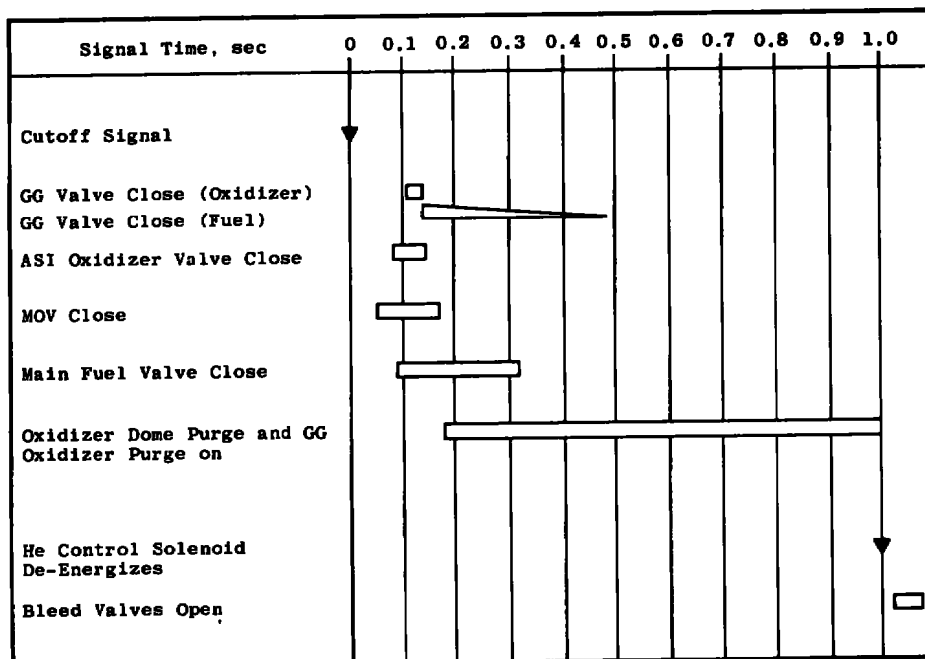 Signal Time, sec 0 0.1 0.2 0.3 0.4 0.5 0.6 0.7 0.8 0.9 1.0
Cutoff Signal
GG Valve Close (Oxidizer)
GG Valve Close (Fuel)
ASI Oxidizer Valve Close
MOV Close
Main Fuel Valve Close
Oxidizer Dome Purge and GG
Oxidizer Purge on
He Control Solenoid
De-Energizes
Bleed Valves Open